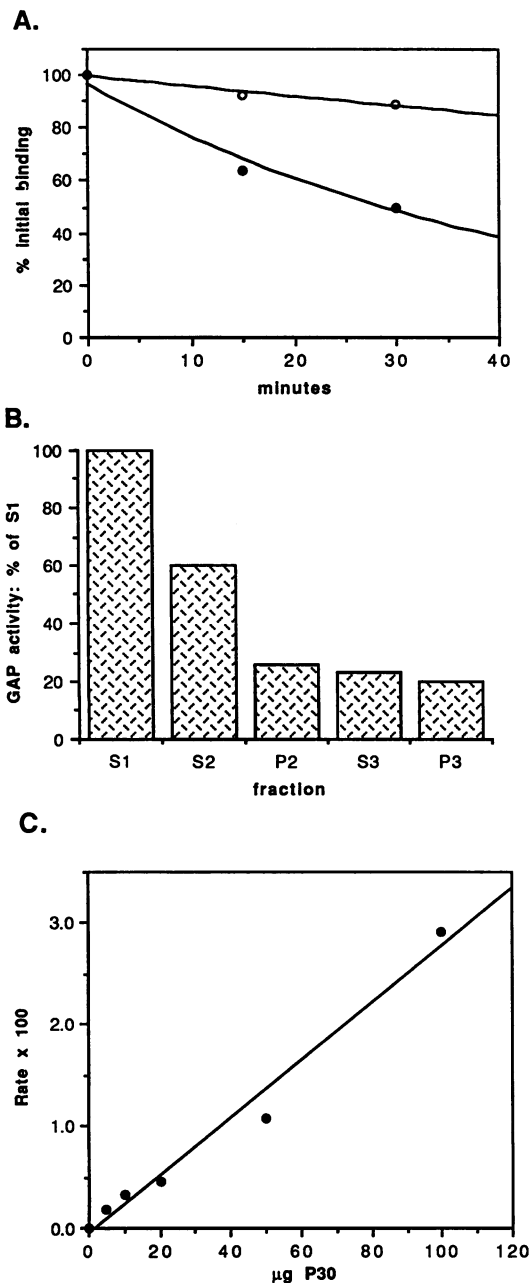 A.
100
80
60
40
20
0
% initial binding
0 10 20 30 40
minutes
B.
100
80
60
40
20
0
GAP activity: % of S1
S1 S2 P2 S3 P3
fraction
C.
3.0
2.0
1.0
0.0
Rate x 100
0 20 40 60 80 100 120
µg P30